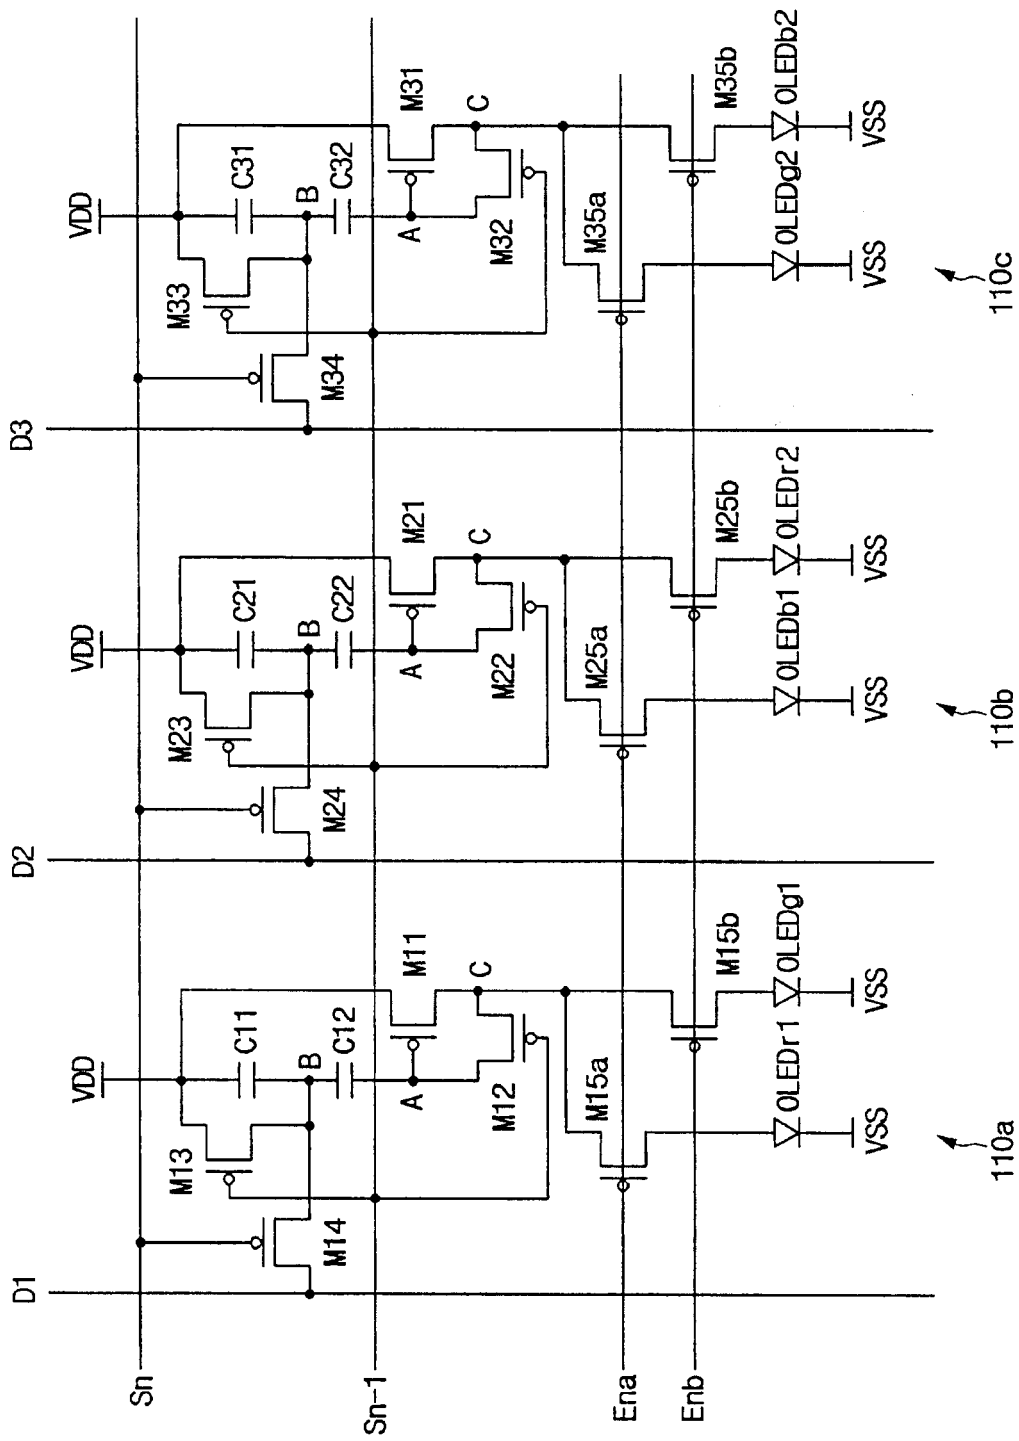 D1
D2
D3
Sn
Sn-1
Ena
Enb
VDD
M13
C11
B
M14
C12
M11
A
C
M12
M15a
M15b
OLEDr1
OLEDg1
VSS
VSS
110a
VDD
M23
C21
B
M24
C22
M21
A
C
M22
M25a
M25b
OLEDb1
OLEDr2
VSS
VSS
110b
VDD
M33
C31
B
M34
C32
M31
A
C
M32
M35a
M35b
OLEDg2
OLEDb2
VSS
VSS
110c